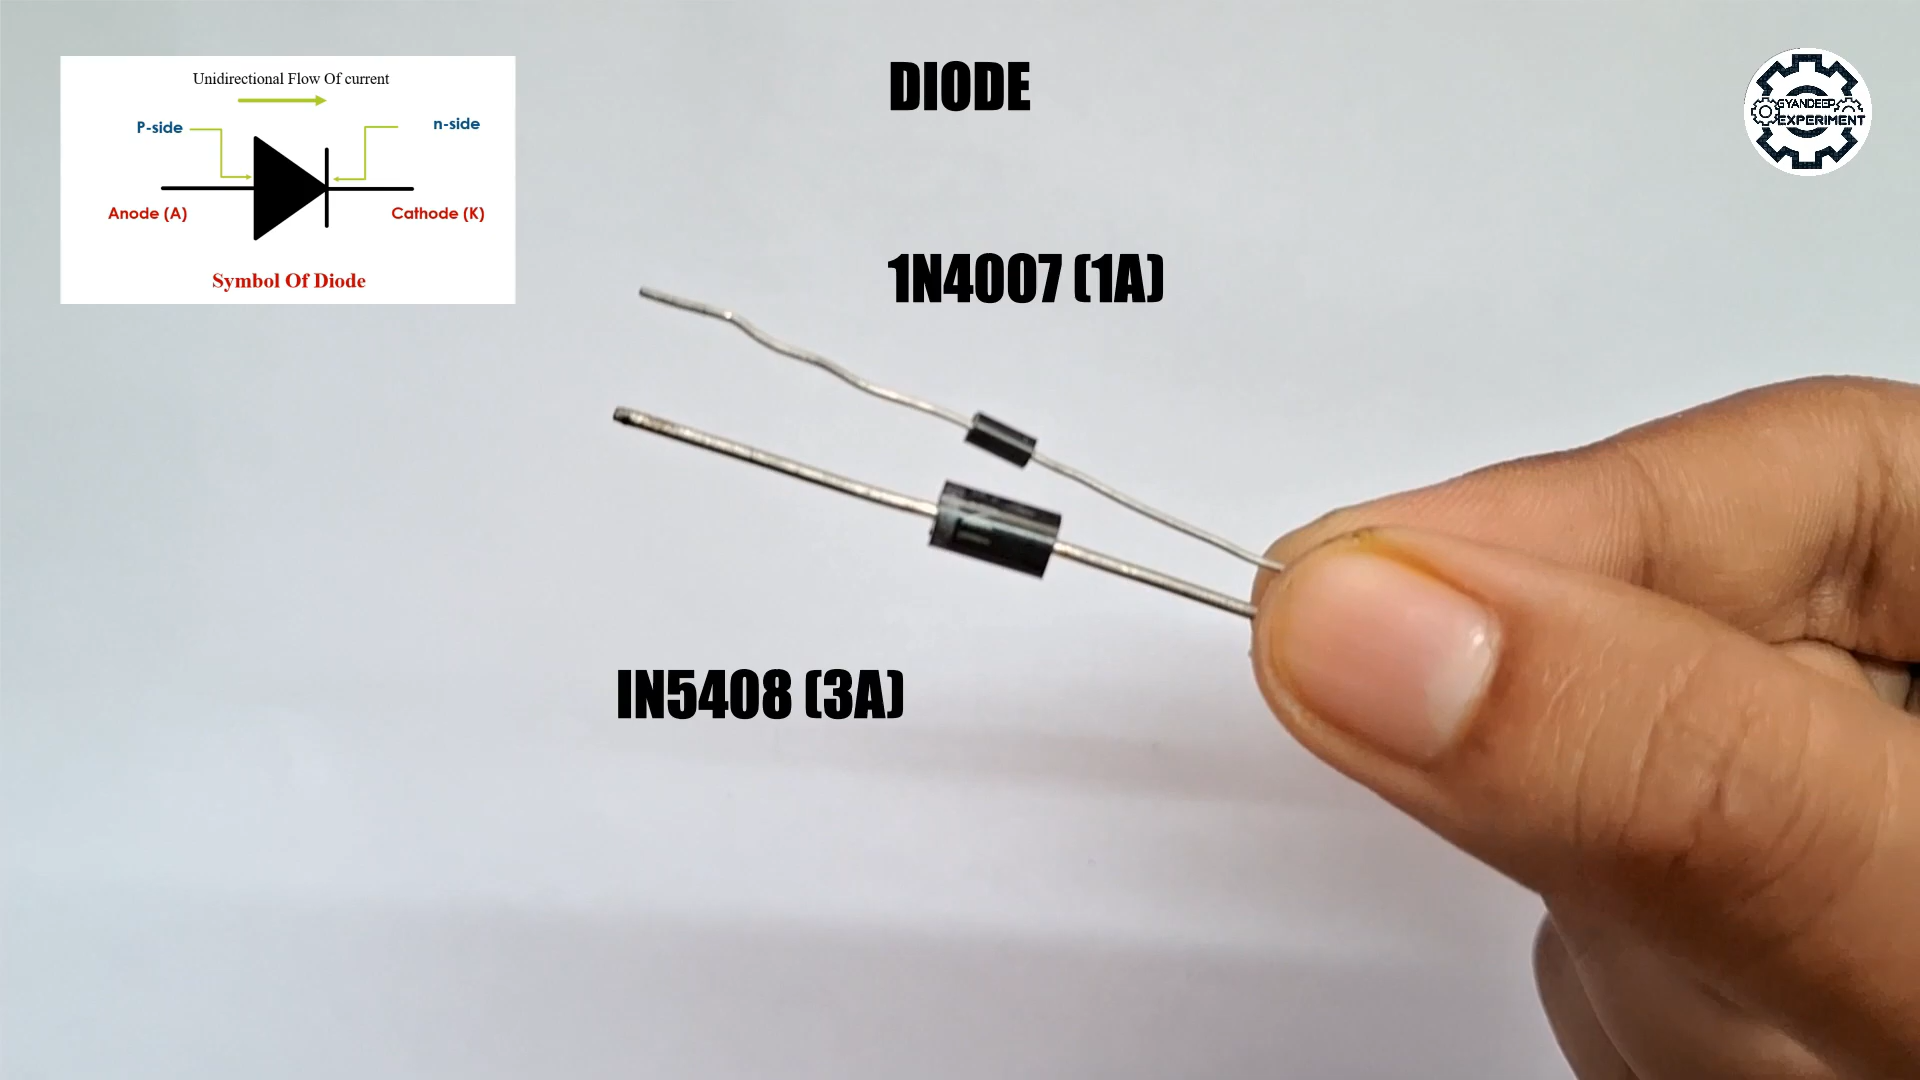 Unidirectional Flow Of current
P-side
n-side
Anode (A)
Cathode (K)
Symbol Of Diode
DIODE
GYANDEEP
EXPERIMENT
1N4007 (1A)
IN5408 (3A)